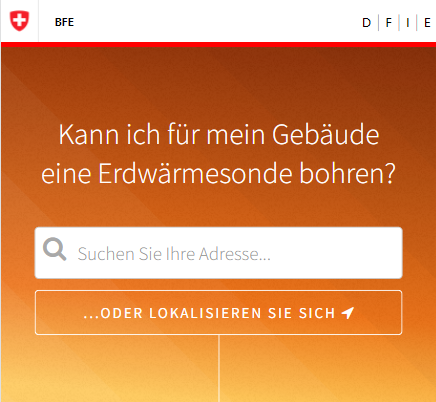 BFE
D | F | I | E
Kann ich für mein Gebäude
eine Erdwärmesonde bohren?
Suchen Sie Ihre Adresse...
...ODER LOKALISIEREN SIE SICH